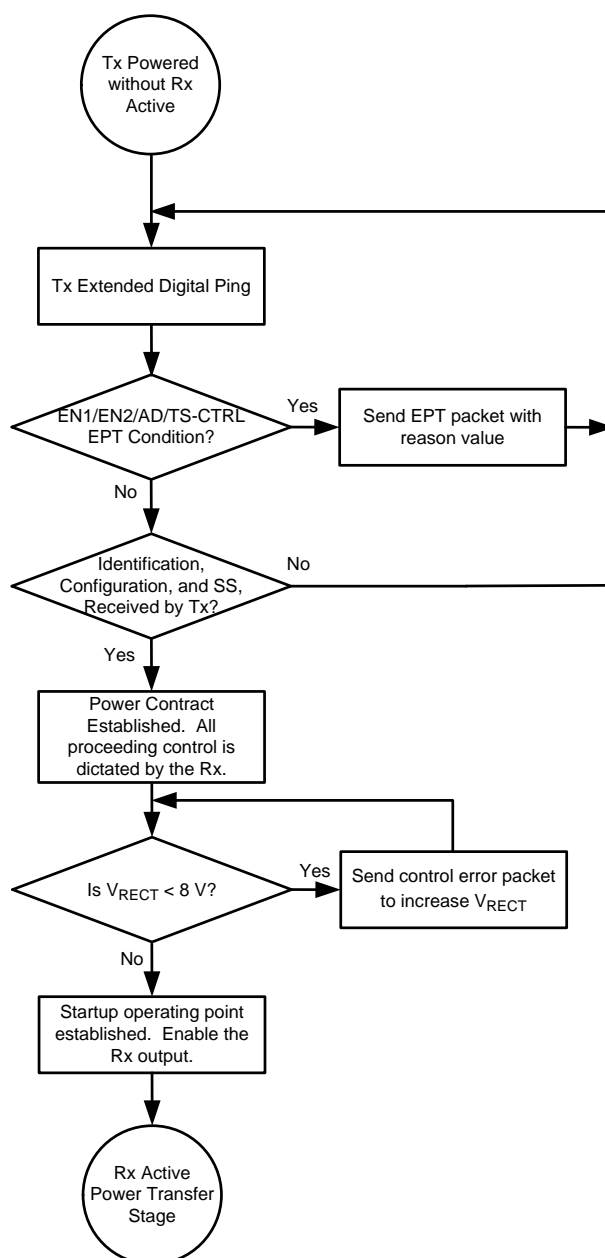 Tx Powered
without Rx
Active
Tx Extended Digital Ping
EN1/EN2/AD/TS-CTRL
EPT Condition?
Yes
Send EPT packet with
reason value
No
Identification,
Configuration, and SS,
Received by Tx?
No
Yes
Power Contract
Established. All
proceeding control is
dictated by the Rx.
Is VRECT < 8 V?
Yes
Send control error packet
to increase VRECT
No
Startup operating point
established. Enable the
Rx output.
Rx Active
Power Transfer
Stage